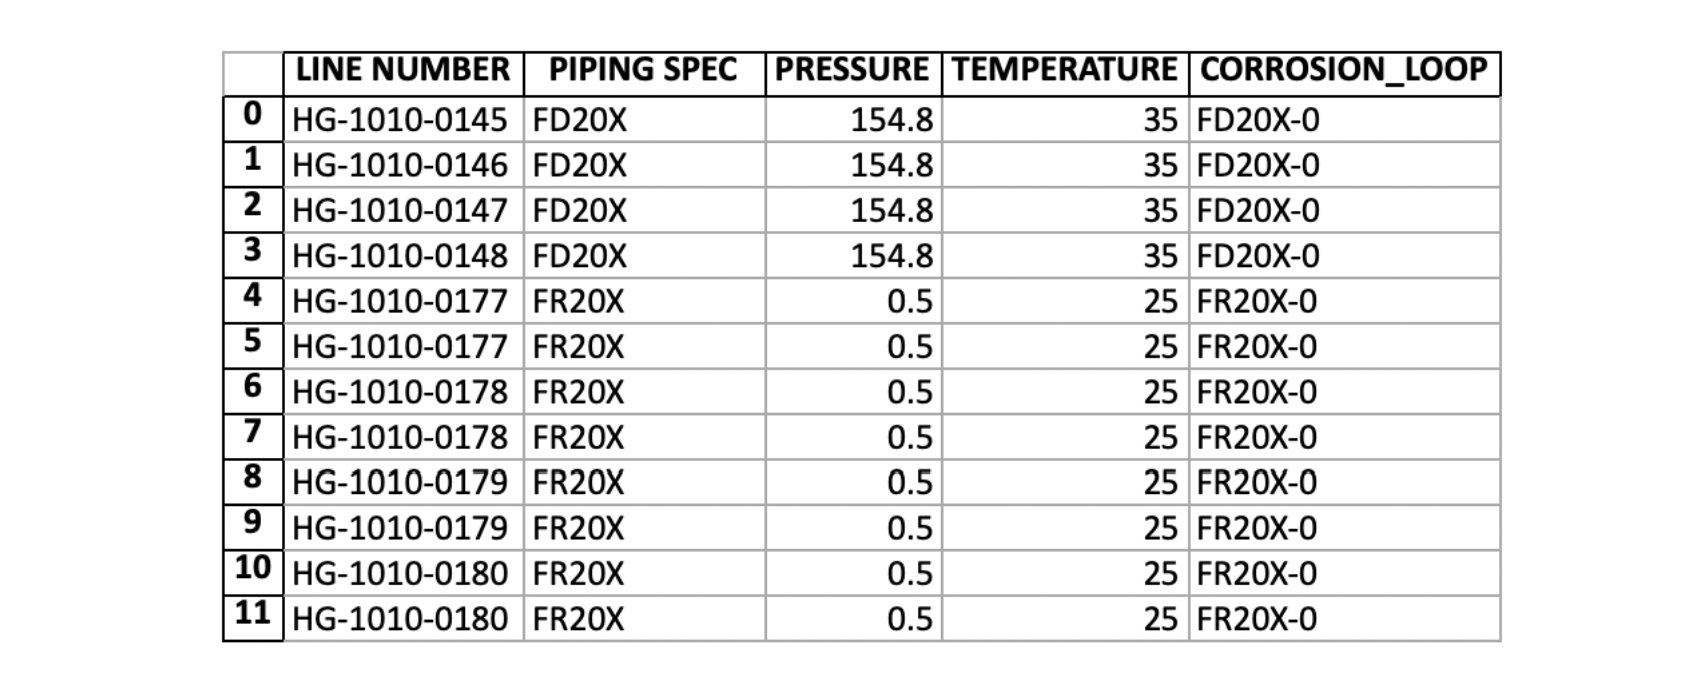 LINE NUMBER PIPING SPEC PRESSURE TEMPERATURE CORROSION_LOOP
0 HG-1010-0145 FD20X 154.8 35 FD20X-0
1 HG-1010-0146 FD20X 154.8 35 FD20X-0
2 HG-1010-0147 FD20X 154.8 35 FD20X-0
3 HG-1010-0148 FD20X 154.8 35 FD20X-0
4 HG-1010-0177 FR20X 0.5 25 FR20X-0
5 HG-1010-0177 FR20X 0.5 25 FR20X-0
6 HG-1010-0178 FR20X 0.5 25 FR20X-0
7 HG-1010-0178 FR20X 0.5 25 FR20X-0
8 HG-1010-0179 FR20X 0.5 25 FR20X-0
9 HG-1010-0179 FR20X 0.5 25 FR20X-0
10 HG-1010-0180 FR20X 0.5 25 FR20X-0
11 HG-1010-0180 FR20X 0.5 25 FR20X-0